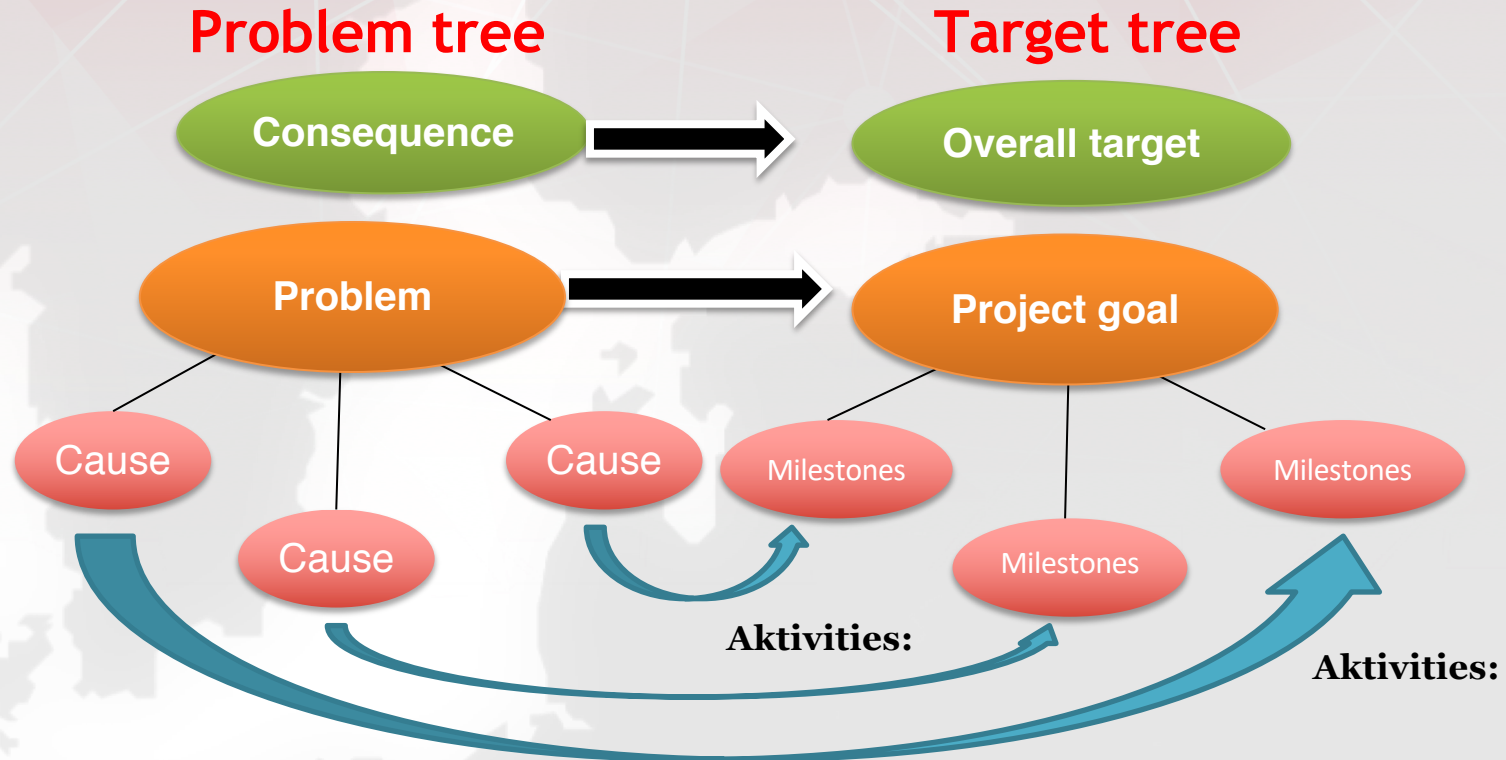 Problem tree
Target tree
Consequence
Overall target
Problem
Project goal
Cause
Cause
Milestones
Milestones
Cause
Milestones
Aktivities:
Aktivities: